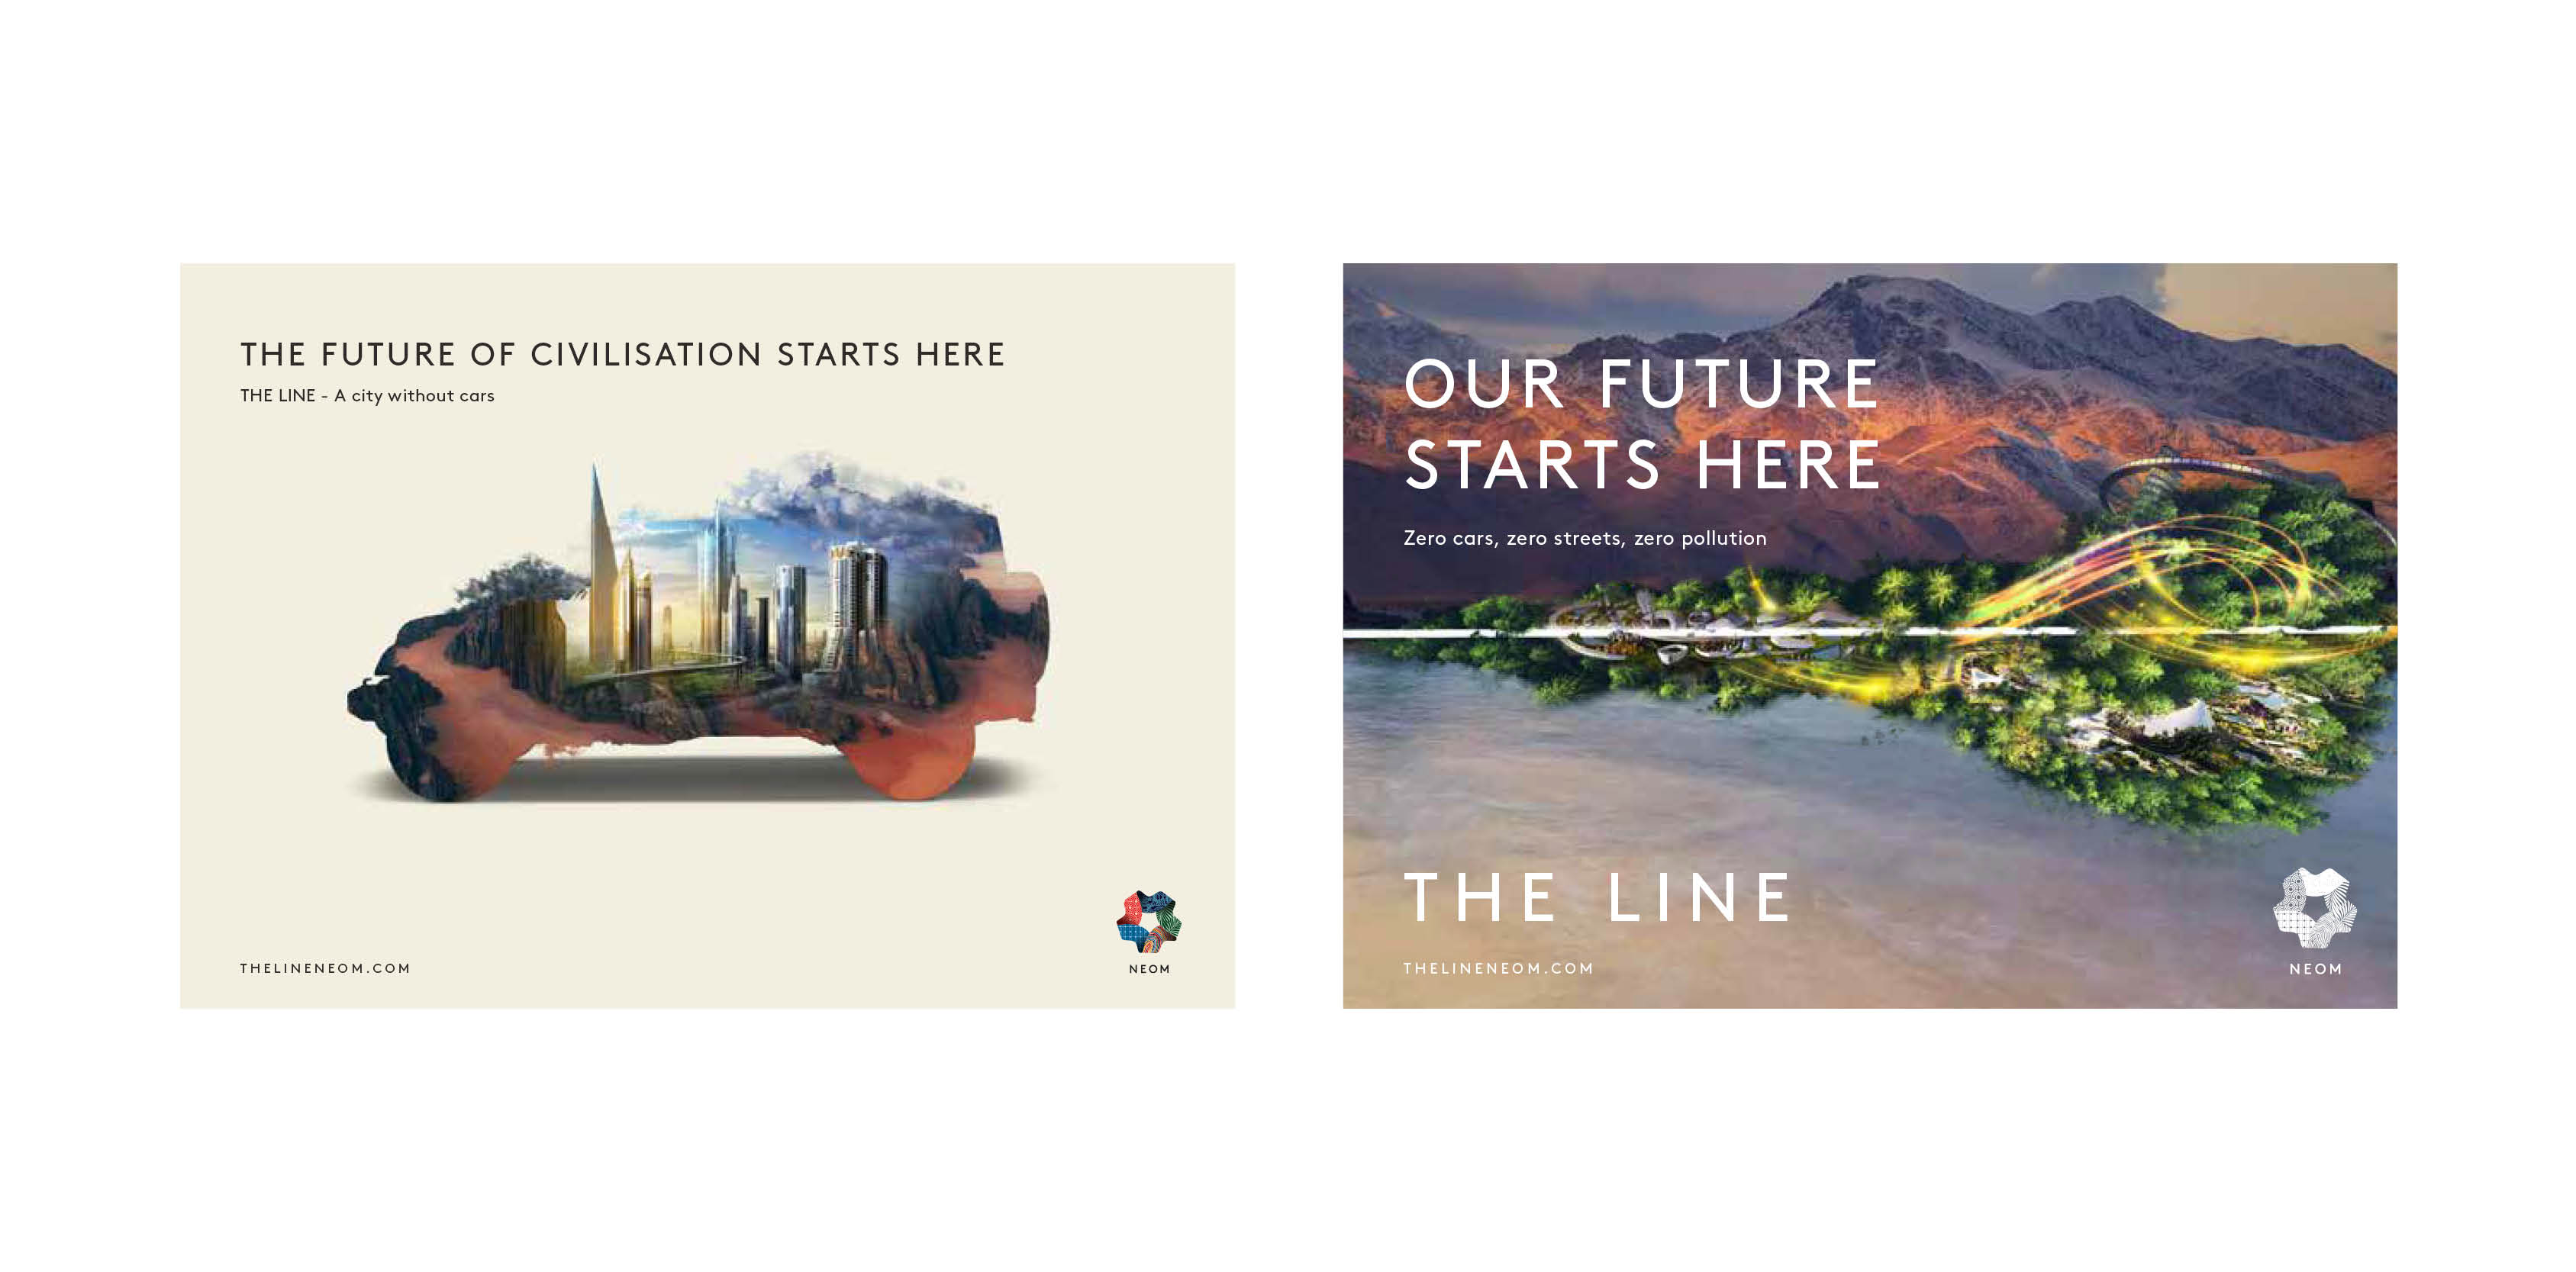 THE FUTURE OF CIVILISATION STARTS HERE
THE LINE - A city without cars
THELINENEOM.COM
NEOM
OUR FUTURE
STARTS HERE
Zero cars, zero streets, zero pollution
THE LINE
THELINENEOM.COM
NEOM